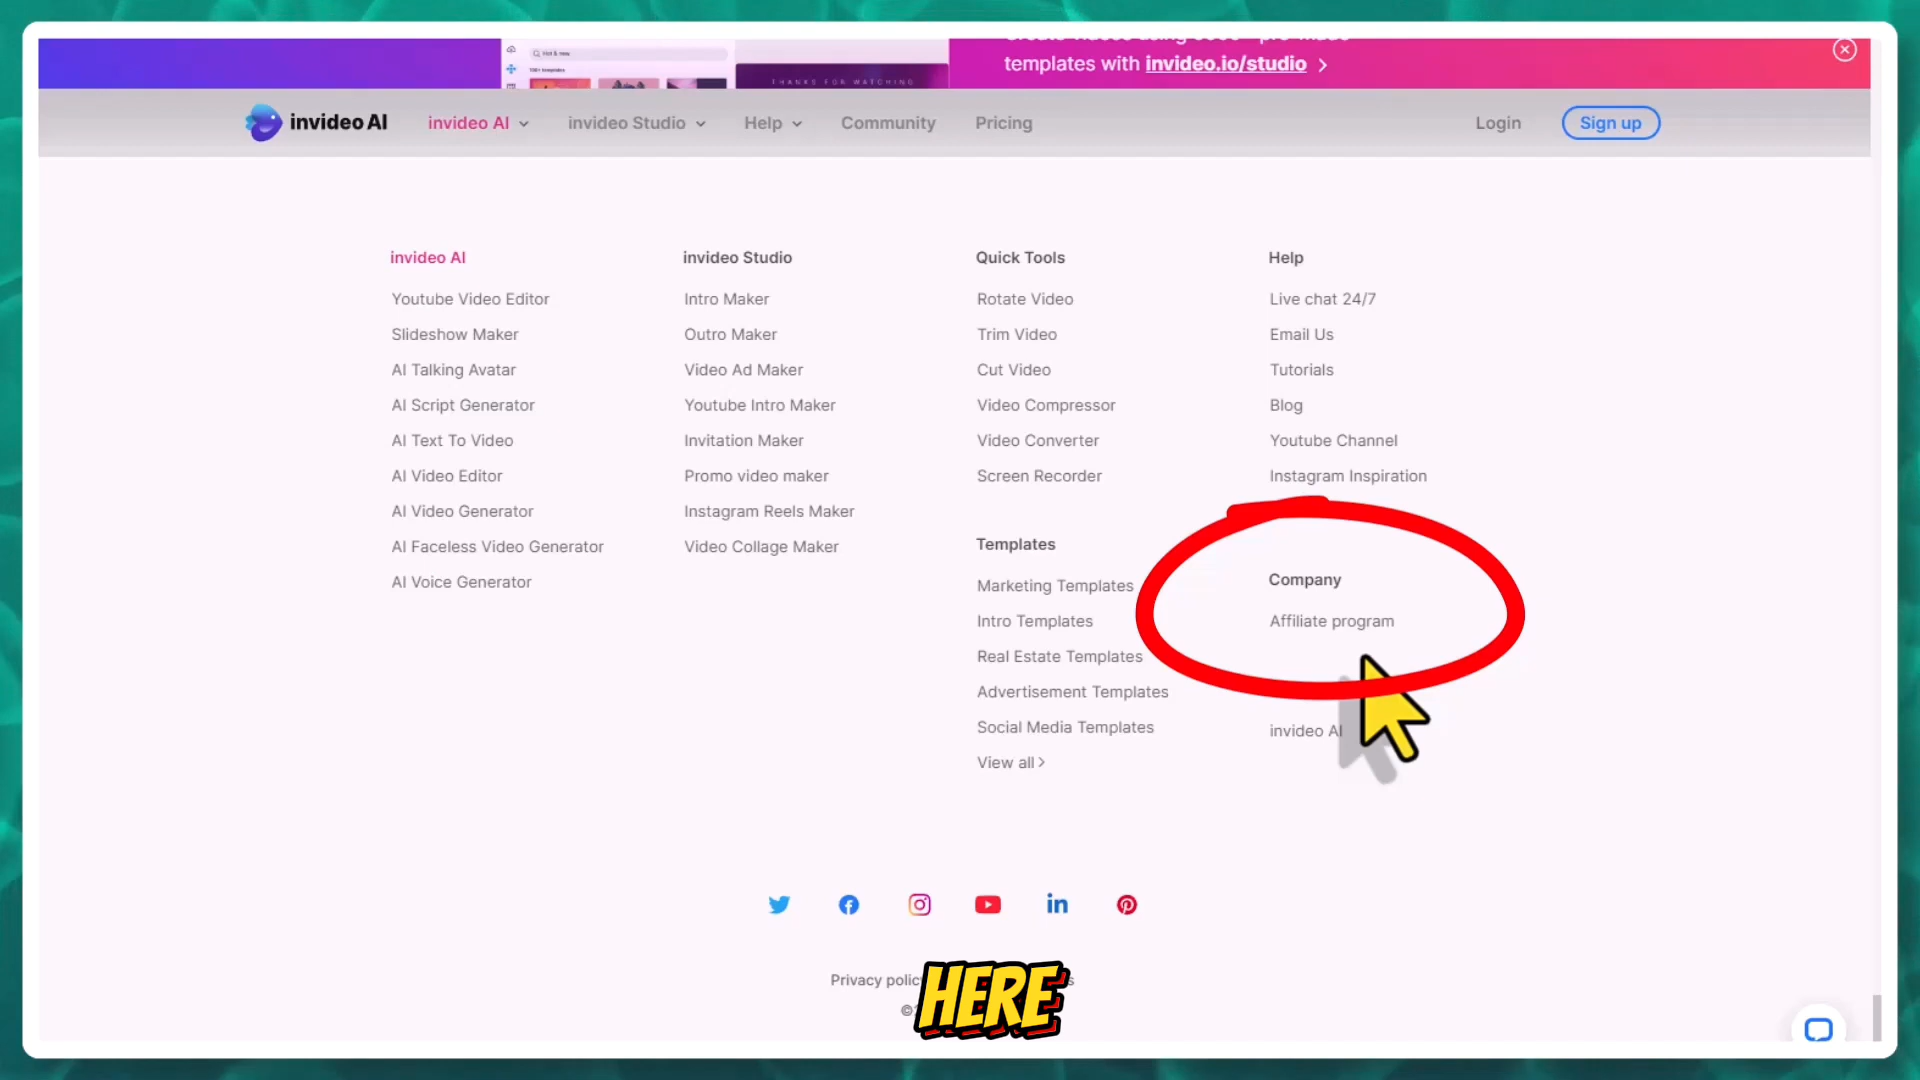 templates with invideo.io/studio >
Hot & new
THANKS FOR WATCHING
invideo AI
invideo AI
invideo Studio
Help
Community
Pricing
Login
Sign up
invideo AI
Youtube Video Editor
Slideshow Maker
AI Talking Avatar
AI Script Generator
AI Text To Video
AI Video Editor
AI Video Generator
AI Faceless Video Generator
AI Voice Generator
invideo Studio
Intro Maker
Outro Maker
Video Ad Maker
Youtube Intro Maker
Invitation Maker
Promo video maker
Instagram Reels Maker
Video Collage Maker
Quick Tools
Rotate Video
Trim Video
Cut Video
Video Compressor
Video Converter
Screen Recorder
Templates
Marketing Templates
Intro Templates
Real Estate Templates
Advertisement Templates
Social Media Templates
View all >
Help
Live chat 24/7
Email Us
Tutorials
Blog
Youtube Channel
Instagram Inspiration
Company
Affiliate program
invideo AI
Privacy
HERE